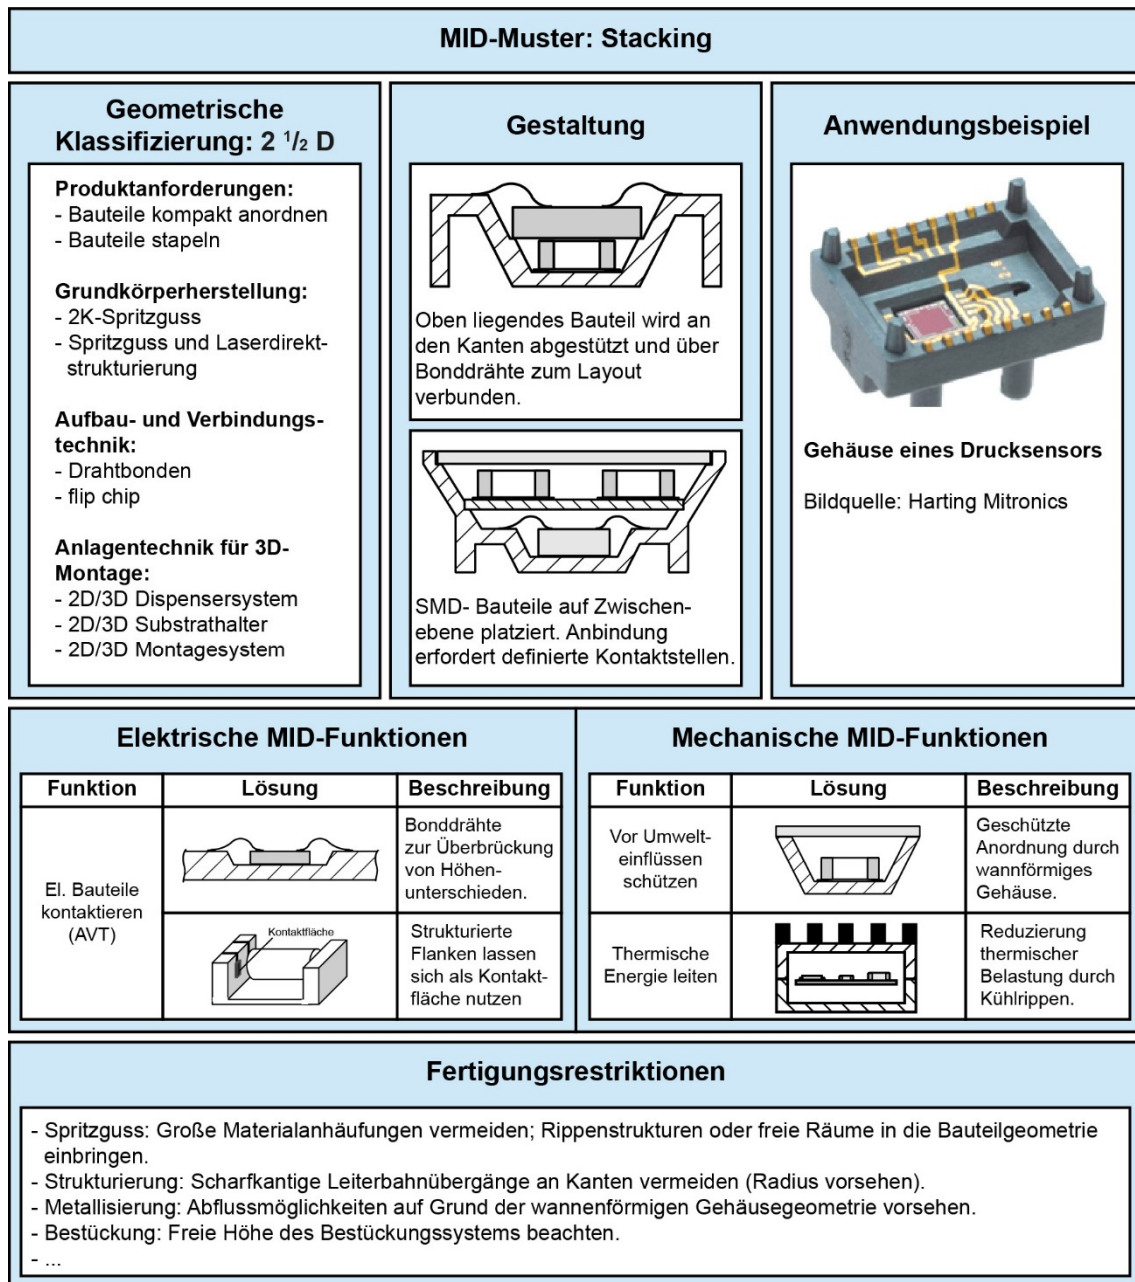 MID-Muster: Stacking
Geometrische
Klassifizierung: 2 ¹/₂ D
Produktanforderungen:
- Bauteile kompakt anordnen
- Bauteile stapeln
Grundkörperherstellung:
- 2K-Spritzguss
- Spritzguss und Laserdirekt-
strukturierung
Aufbau- und Verbindungs-
technik:
- Drahtbonden
- flip chip
Anlagentechnik für 3D-
Montage:
- 2D/3D Dispensersystem
- 2D/3D Substrathalter
- 2D/3D Montagesystem
Gestaltung
Oben liegendes Bauteil wird an
den Kanten abgestützt und über
Bonddrähte zum Layout
verbunden.
SMD- Bauteile auf Zwischen-
ebene platziert. Anbindung
erfordert definierte Kontaktstellen.
Anwendungsbeispiel
Gehäuse eines Drucksensors
Bildquelle: Harting Mitronics
Elektrische MID-Funktionen
Funktion
Lösung
Beschreibung
El. Bauteile
kontaktieren
(AVT)
Bonddrähte
zur Überbrückung
von Höhen-
unterschieden.
Kontaktfläche
Strukturierte
Flanken lassen
sich als Kontakt-
fläche nutzen
Mechanische MID-Funktionen
Funktion
Lösung
Beschreibung
Vor Umwelt-
einflüssen
schützen
Geschützte
Anordnung durch
wannförmiges
Gehäuse.
Thermische
Energie leiten
Reduzierung
thermischer
Belastung durch
Kühlrippen.
Fertigungsrestriktionen
- Spritzguss: Große Materialanhäufungen vermeiden; Rippenstrukturen oder freie Räume in die Bauteilgeometrie
einbringen.
- Strukturierung: Scharfkantige Leiterbahnübergänge an Kanten vermeiden (Radius vorsehen).
- Metallisierung: Abflussmöglichkeiten auf Grund der wannenförmigen Gehäusegeometrie vorsehen.
- Bestückung: Freie Höhe des Bestückungssystems beachten.
- ...